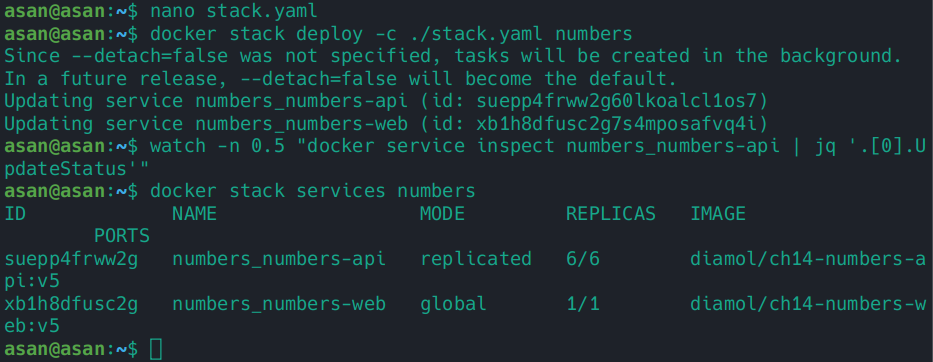 asan@asan:~$ nano stack.yaml
asan@asan:~$ docker stack deploy -c ./stack.yaml numbers
Since --detach=false was not specified, tasks will be created in the background.
In a future release, --detach=false will become the default.
Updating service numbers_numbers-api (id: suepp4frww2g60lkoalcl1os7)
Updating service numbers_numbers-web (id: xb1h8dfusc2g7s4mposafvq4i)
asan@asan:~$ watch -n 0.5 "docker service inspect numbers_numbers-api | jq '.[0].U
pdateStatus'"
asan@asan:~$ docker stack services numbers
ID             NAME                  MODE         REPLICAS   IMAGE
        PORTS
suepp4frww2g   numbers_numbers-api   replicated   6/6        diamol/ch14-numbers-a
pi:v5
xb1h8dfusc2g   numbers_numbers-web   global       1/1        diamol/ch14-numbers-w
eb:v5
asan@asan:~$